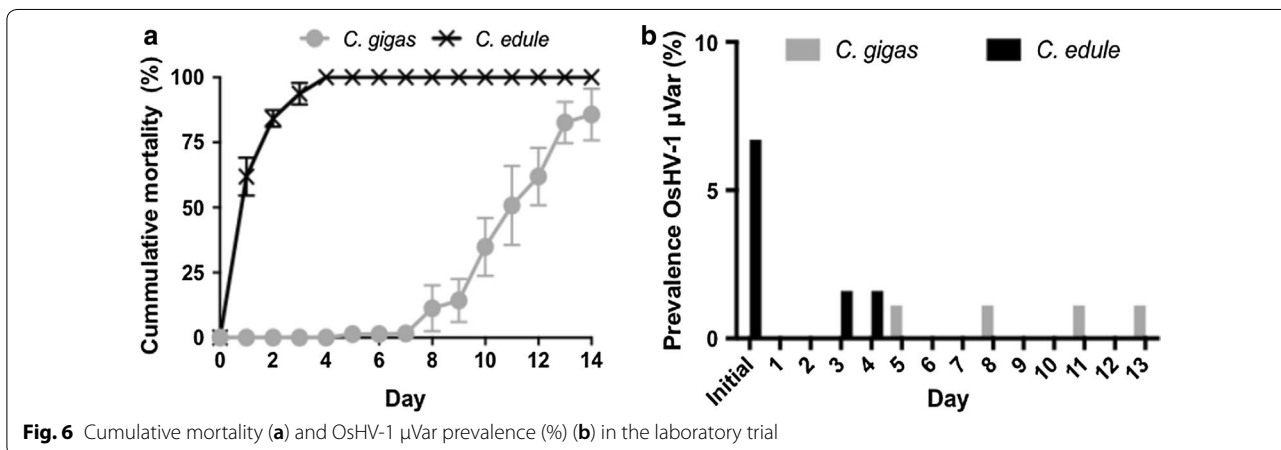 a
C. gigas C. edule
Cummulative mortality (%)
100
75
50
25
0
0 2 4 6 8 10 12 14
Day
b
C. gigas C. edule
Prevalence OsHV-1 µVar (%)
10
5
0
Initial 1 2 3 4 5 6 7 8 9 10 11 12 13
Day
Fig. 6 Cumulative mortality (a) and OsHV-1 µVar prevalence (%) (b) in the laboratory trial